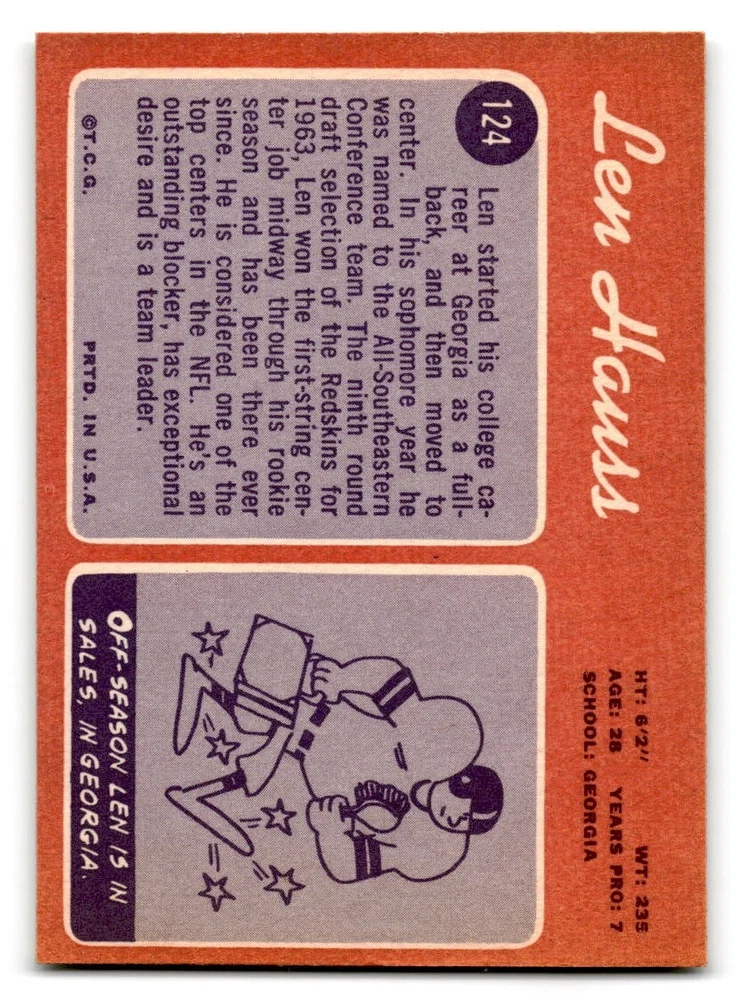 Len Hauss
HT: 6'2" WT: 235
AGE: 28 YEARS PRO: 7
SCHOOL: GEORGIA
124
Len started his college ca-
reer at Georgia as a full-
back, and then moved to
center. In his sophomore year he
was named to the All-Southeastern
Conference team. The ninth round
draft selection of the Redskins for
1963, Len won the first-string cen-
ter job midway through his rookie
season and has been there ever
since. He is considered one of the
top centers in the NFL. He's an
outstanding blocker, has exceptional
desire and is a team leader.
©T.C.G. PRTD. IN U.S.A.
OFF-SEASON LEN IS IN
SALES, IN GEORGIA.